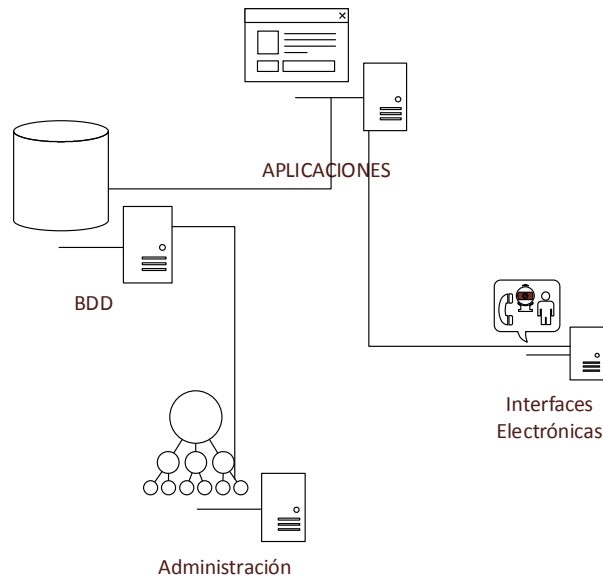 APLICACIONES
BDD
Interfaces
Electrónicas
Administración